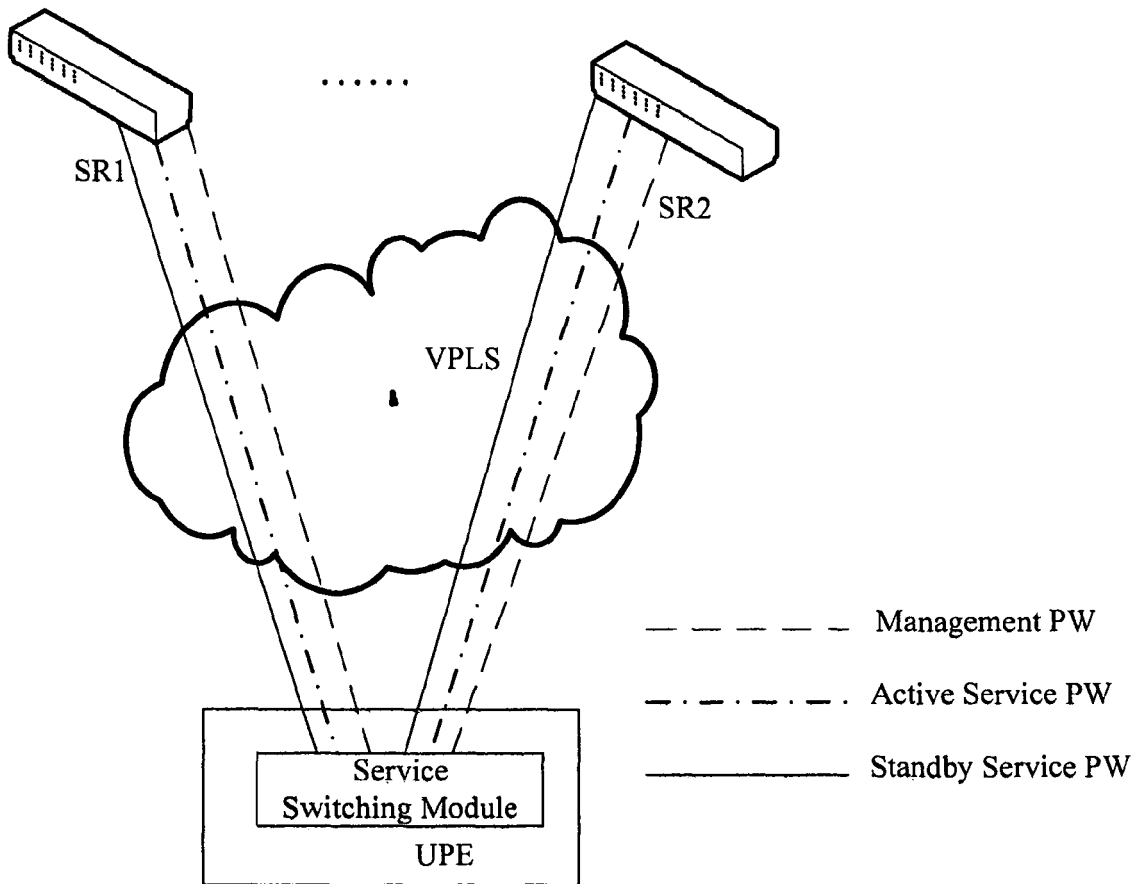 ......
SR1
SR2
VPLS
Management PW
Active Service PW
Standby Service PW
Service
Switching Module
UPE